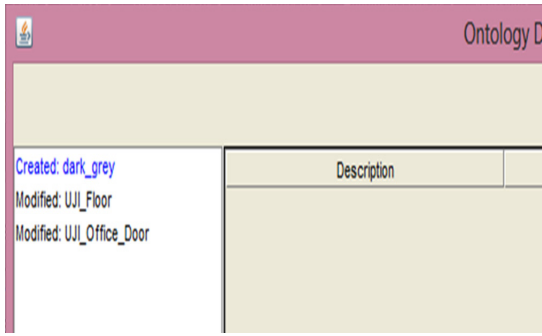 Ontology D
Created: dark_grey
Description
Modified: UJI_Floor
Modified: UJI_Office_Door